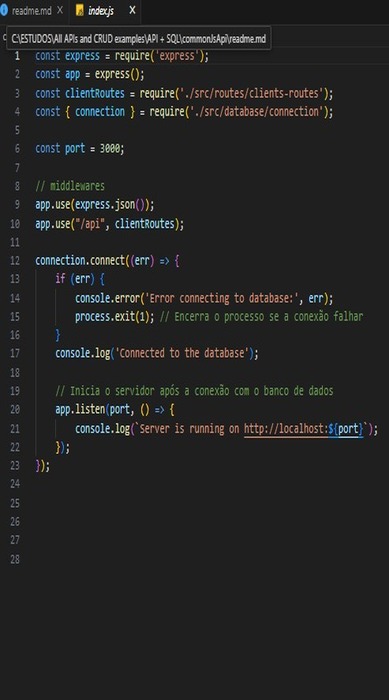 readme.md X JS index.js X
C:\ESTUDOS\All APIs and CRUD examples\API + SQL\commonJsApi\readme.md
1 const express = require('express');
2 const app = express();
3 const clientRoutes = require('./src/routes/clients-routes');
4 const { connection } = require('./src/database/connection');
5
6 const port = 3000;
7
8 // middlewares
9 app.use(express.json());
10 app.use("/api", clientRoutes);
11
12 connection.connect((err) => {
13 if (err) {
14 console.error('Error connecting to database:', err);
15 process.exit(1); // Encerra o processo se a conexão falhar
16 }
17 console.log('Connected to the database');
18
19 // Inicia o servidor após a conexão com o banco de dados
20 app.listen(port, () => {
21 console.log(`Server is running on http://localhost:${port}`);
22 });
23 });
24
25
26
27
28